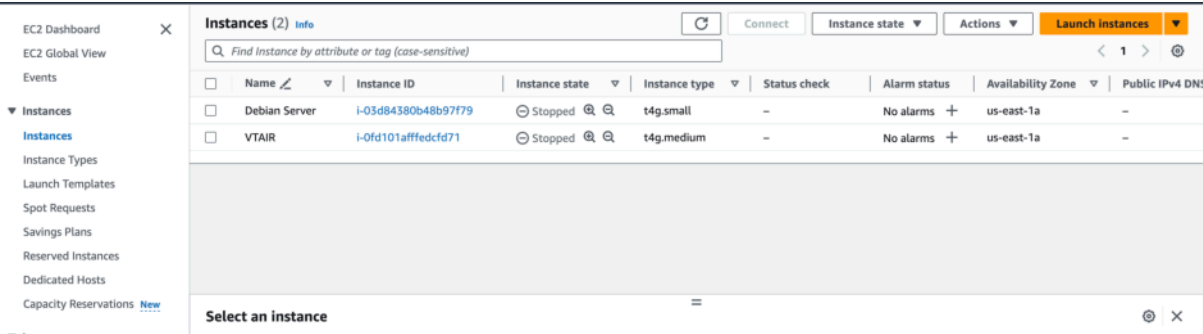 EC2 Dashboard
EC2 Global View
Events
Instances
Instances
Instance Types
Launch Templates
Spot Requests
Savings Plans
Reserved Instances
Dedicated Hosts
Capacity Reservations New
Instances (2) Info
Connect
Instance state
Actions
Launch instances
Find Instance by attribute or tag (case-sensitive)
1
Name Instance ID Instance state Instance type Status check Alarm status Availability Zone Public IPv4 DNS
Debian Server i-03d84380b48b97f79 Stopped t4g.small – No alarms + us-east-1a –
VTAIR i-0fd101afffedcfd71 Stopped t4g.medium – No alarms + us-east-1a –
Select an instance